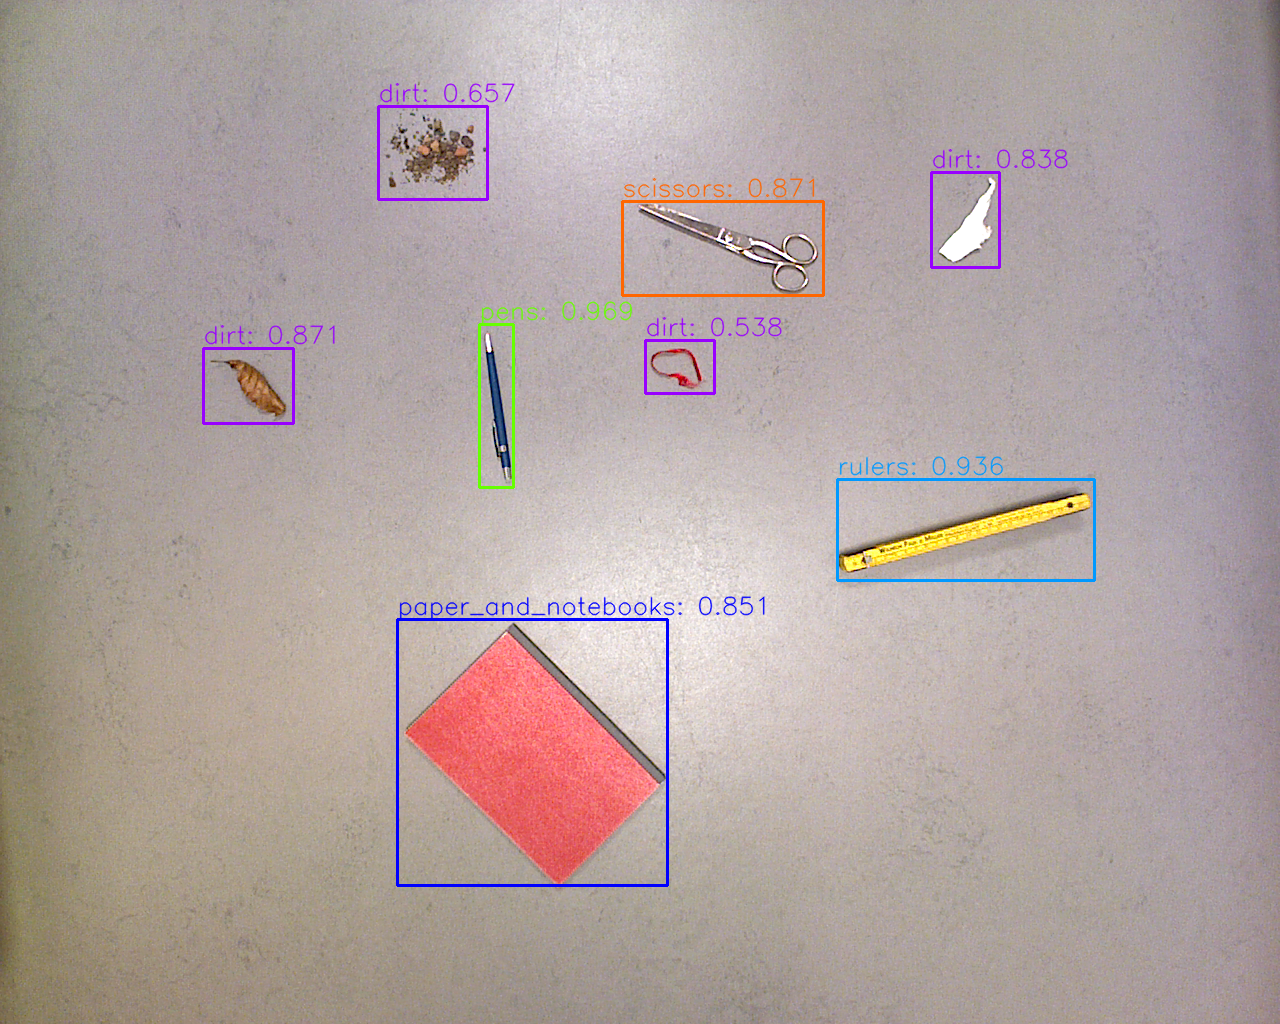 dirt: 0.657
dirt: 0.838
scissors: 0.871
pens: 0.969
dirt: 0.538
dirt: 0.871
rulers: 0.936
paper_and_notebooks: 0.851